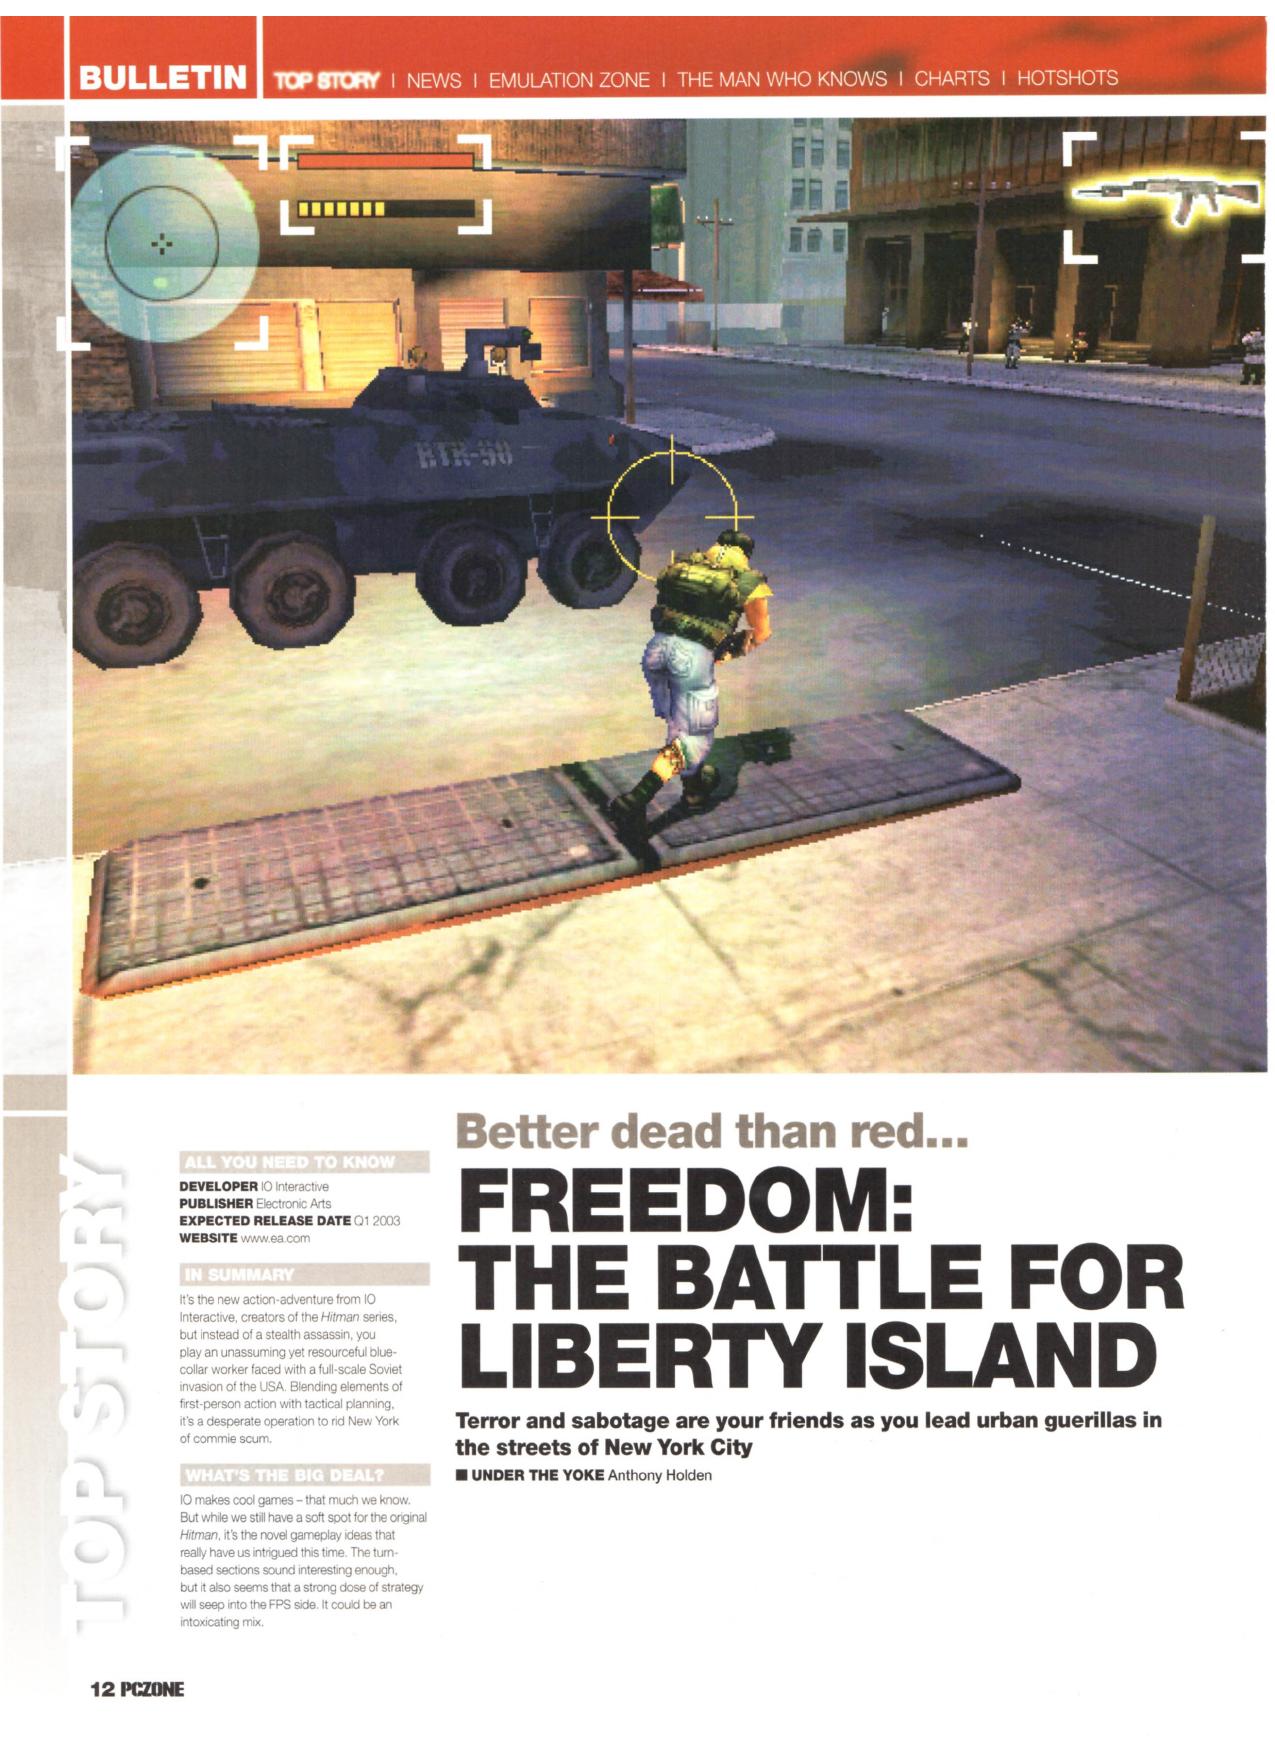 BULLETIN
TOP STORY | NEWS | EMULATION ZONE | THE MAN WHO KNOWS | CHARTS | HOTSHOTS
BTR-90
TOP STORY
ALL YOU NEED TO KNOW
DEVELOPER IO Interactive
PUBLISHER Electronic Arts
EXPECTED RELEASE DATE Q1 2003
WEBSITE www.ea.com
IN SUMMARY
It's the new action-adventure from IO
Interactive, creators of the Hitman series,
but instead of a stealth assassin, you
play an unassuming yet resourceful blue-
collar worker faced with a full-scale Soviet
invasion of the USA. Blending elements of
first-person action with tactical planning,
it's a desperate operation to rid New York
of commie scum.
WHAT'S THE BIG DEAL?
IO makes cool games – that much we know.
But while we still have a soft spot for the original
Hitman, it's the novel gameplay ideas that
really have us intrigued this time. The turn-
based sections sound interesting enough,
but it also seems that a strong dose of strategy
will seep into the FPS side. It could be an
intoxicating mix.
Better dead than red...
FREEDOM:
THE BATTLE FOR
LIBERTY ISLAND
Terror and sabotage are your friends as you lead urban guerillas in
the streets of New York City
■ UNDER THE YOKE Anthony Holden
12 PCZONE